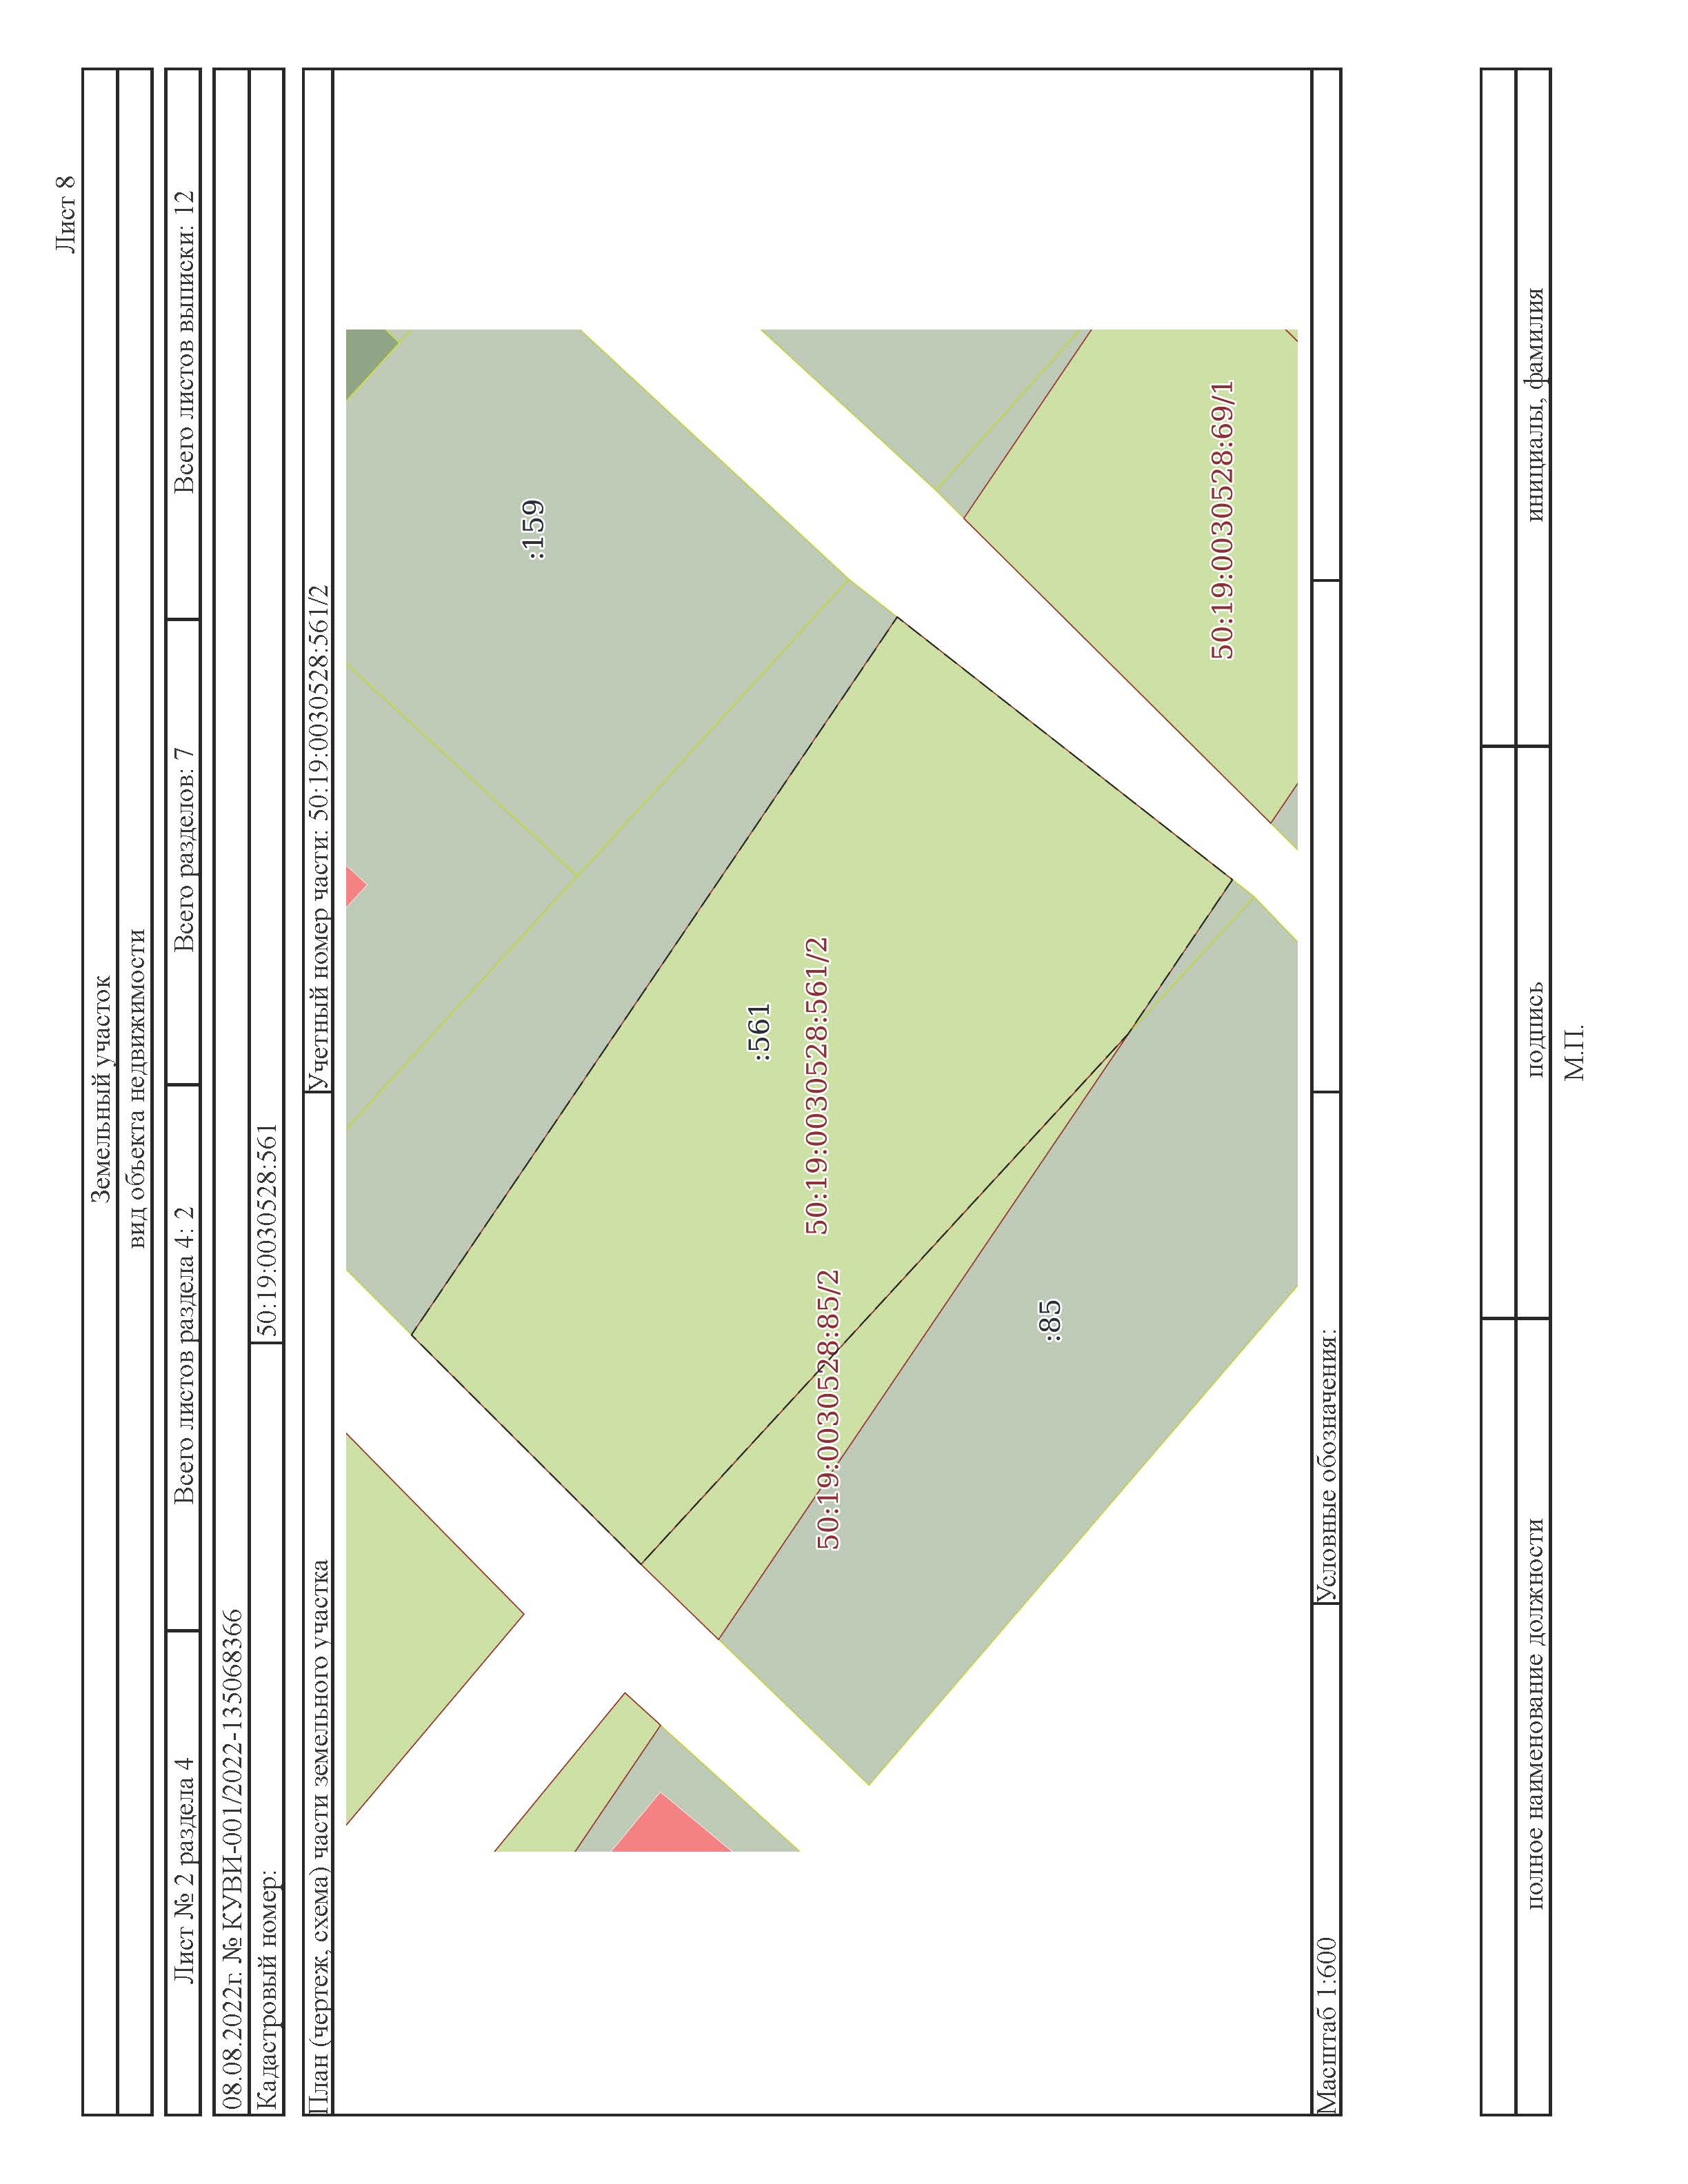 Лист 8
Земельный участок
вид объекта недвижимости
Лист № 2 раздела 4 Всего листов раздела 4: 2 Всего разделов: 7 Всего листов выписки: 12
08.08.2022г. № КУВИ-001/2022-135068366
Кадастровый номер: 50:19:0030528:561
План (чертеж, схема) части земельного участка Учетный номер части: 50:19:0030528:561/2
:159
:561
50:19:0030528:561/2
50:19:0030528:85/2
:85
50:19:0030528:69/1
Масштаб 1:600 Условные обозначения:
полное наименование должности подпись инициалы, фамилия
М.П.